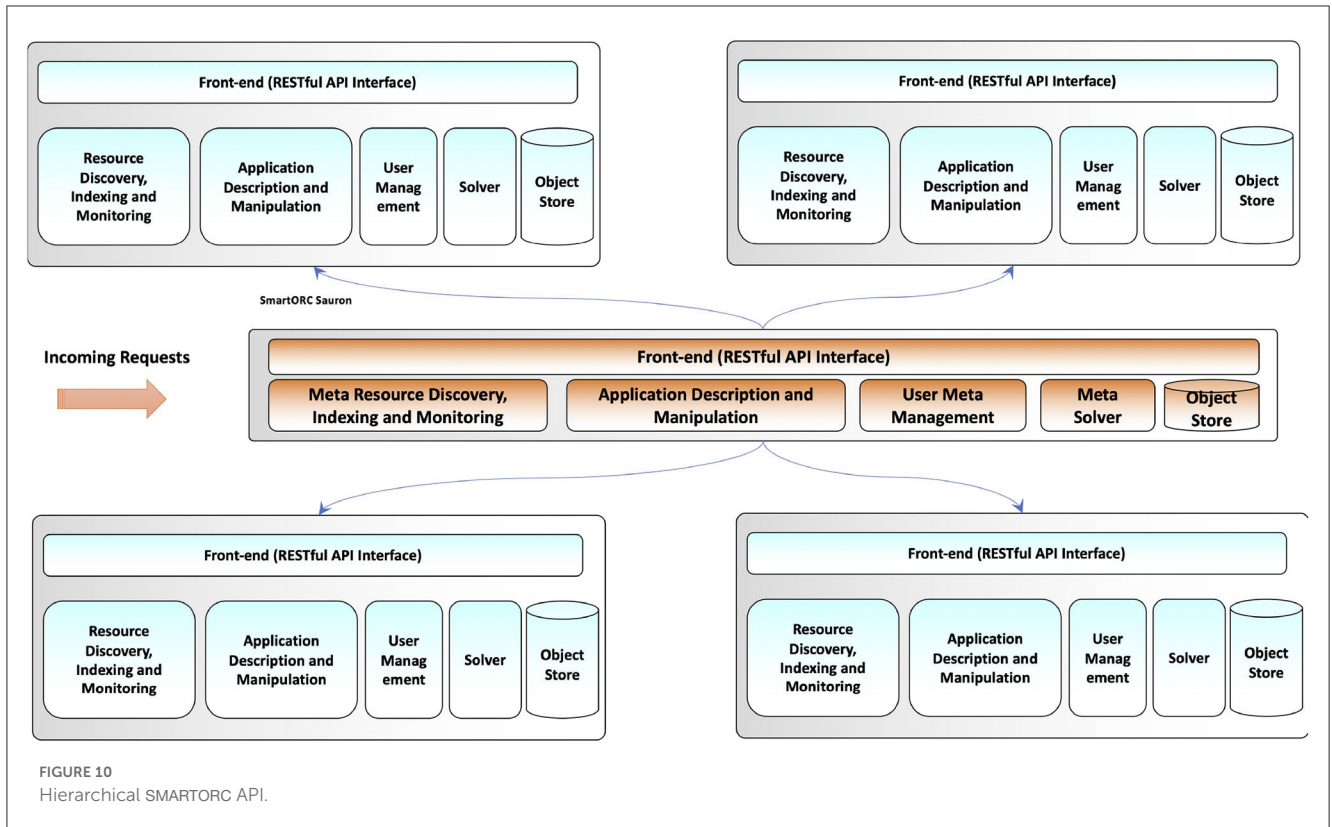 Front-end (RESTful API Interface)
Resource
Discovery,
Indexing and
Monitoring
Application
Description and
Manipulation
User
Manag
ement
Solver
Object
Store
Front-end (RESTful API Interface)
Resource
Discovery,
Indexing and
Monitoring
Application
Description and
Manipulation
User
Manag
ement
Solver
Object
Store
SmartORC Sauron
Incoming Requests
Front-end (RESTful API Interface)
Meta Resource Discovery,
Indexing and Monitoring
Application Description and
Manipulation
User Meta
Management
Meta
Solver
Object
Store
Front-end (RESTful API Interface)
Resource
Discovery,
Indexing and
Monitoring
Application
Description and
Manipulation
User
Manag
ement
Solver
Object
Store
Front-end (RESTful API Interface)
Resource
Discovery,
Indexing and
Monitoring
Application
Description and
Manipulation
User
Manag
ement
Solver
Object
Store
FIGURE 10
Hierarchical SMARTORC API.